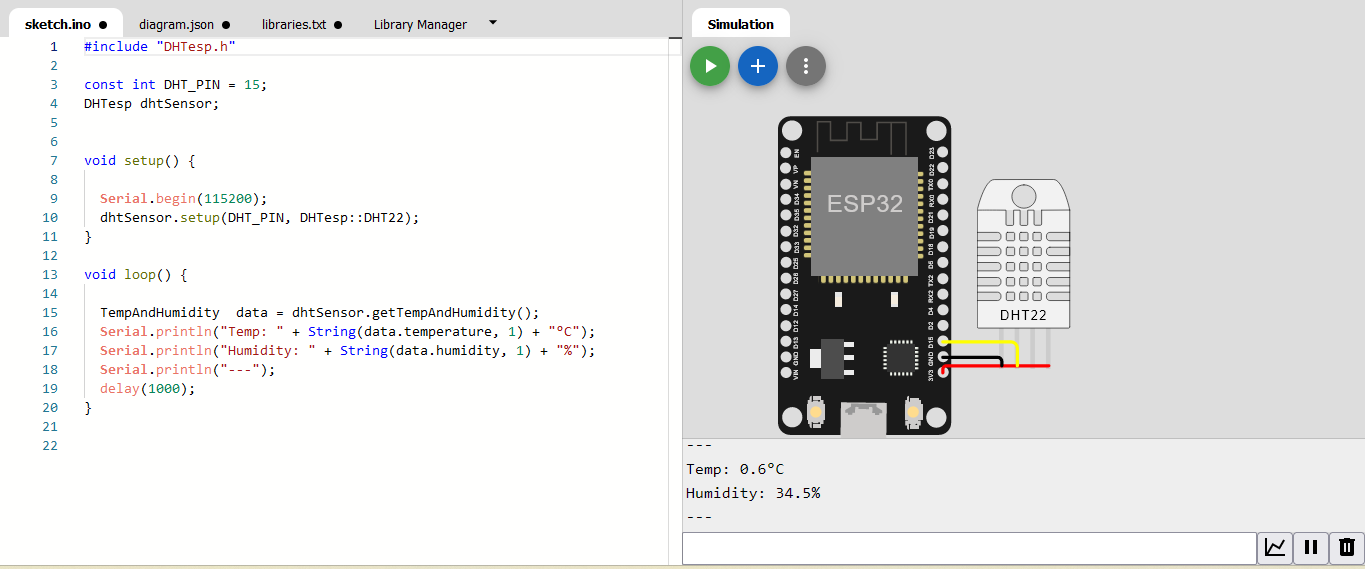 sketch.ino diagram.json libraries.txt Library Manager
1 #include "DHTesp.h"
2
3 const int DHT_PIN = 15;
4 DHTesp dhtSensor;
5
6
7 void setup() {
8
9 Serial.begin(115200);
10 dhtSensor.setup(DHT_PIN, DHTesp::DHT22);
11 }
12
13 void loop() {
14
15 TempAndHumidity  data = dhtSensor.getTempAndHumidity();
16 Serial.println("Temp: " + String(data.temperature, 1) + "°C");
17 Serial.println("Humidity: " + String(data.humidity, 1) + "%");
18 Serial.println("---");
19 delay(1000);
20 }
21
22
Simulation
EN
VP
VN
D34
D35
D32
D33
D25
D26
D27
D14
D12
D13
GND
VIN
ESP32
D23
D22
TX0
RX0
D21
D19
D18
D5
TX2
RX2
D4
D2
D15
GND
3V3
DHT22
---
Temp: 0.6°C
Humidity: 34.5%
---